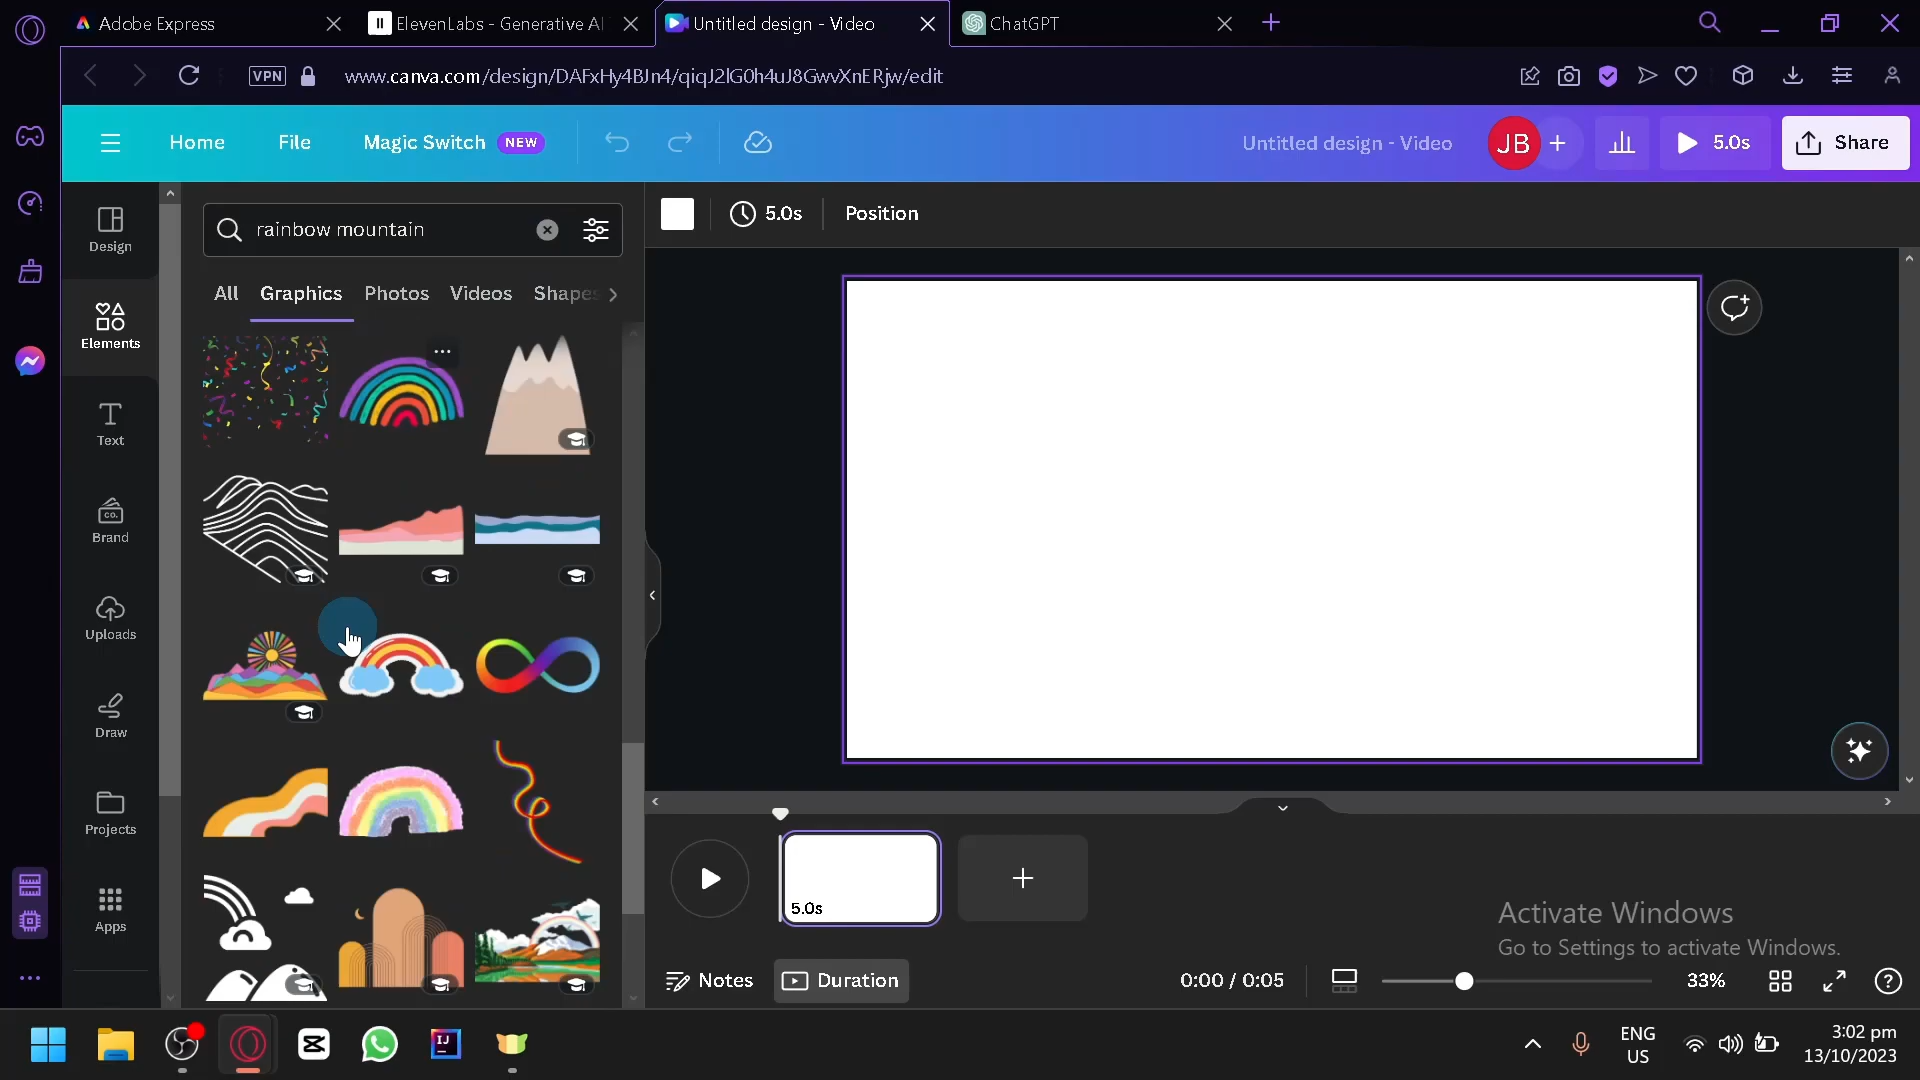 Adobe Express
ElevenLabs - Generative AI
Untitled design - Video
ChatGPT
VPN
www.canva.com/design/DAFxHy4BJn4/qiqJ2lG0h4uJ8GwvXnERjw/edit
Home
File
Magic Switch NEW
Untitled design - Video
JB
5.0s
Share
Design
Elements
Text
Brand
Uploads
Draw
Projects
Apps
rainbow mountain
All
Graphics
Photos
Videos
Shapes
5.0s
Position
5.0s
Notes
Duration
0:00 / 0:05
33%
Activate Windows
Go to Settings to activate Windows.
CO.
IJ
ENG
US
3:02 pm
13/10/2023